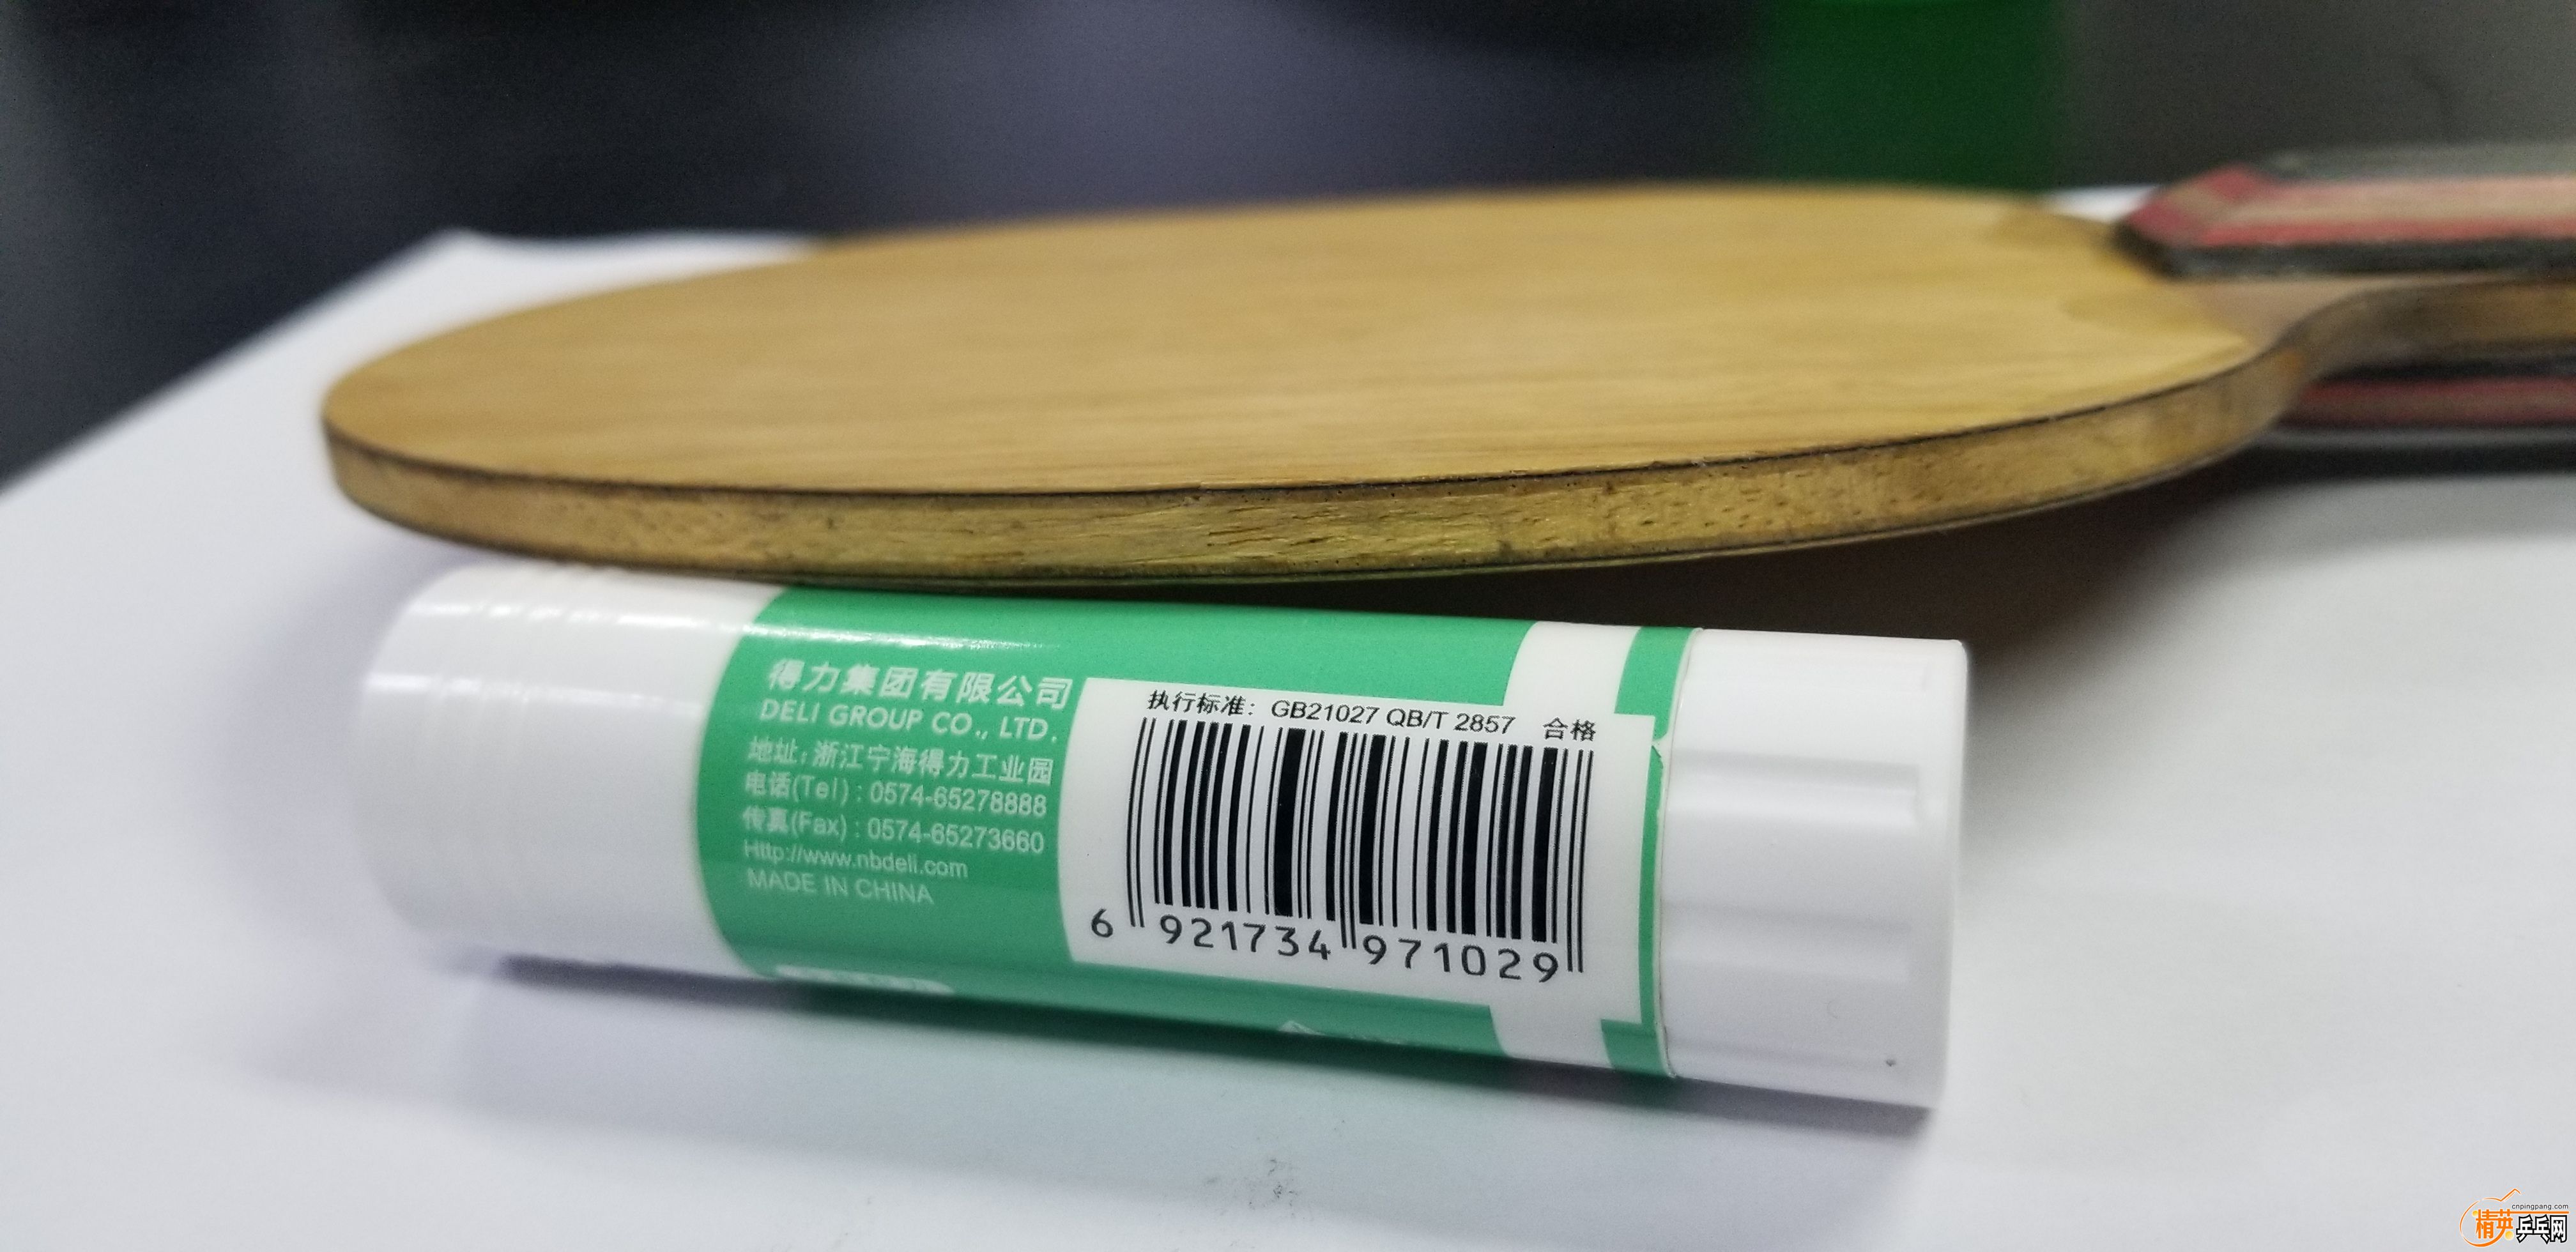 得力集团有限公司
DELI GROUP CO., LTD.
地址:浙江宁海得力工业园
电话(Tel) : 0574-65278888
传真(Fax) : 0574-65273660
Http://www.nbdeli.com
MADE IN CHINA
执行标准: GB21027 QB/T 2857 合格
6 921734 971029
cnpingpang.com
精英乒乓网